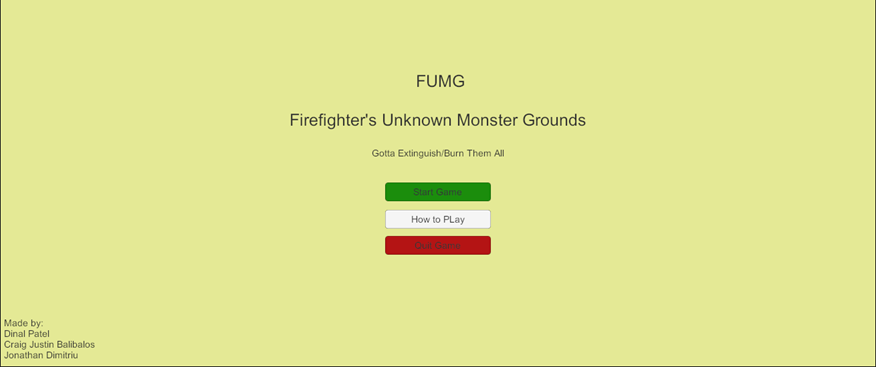 FUMG
Firefighter's Unknown Monster Grounds
Gotta Extinguish/Burn Them All
Start Game
How to PLay
Quit Game
Made by:
Dinal Patel
Craig Justin Balibalos
Jonathan Dimitriu